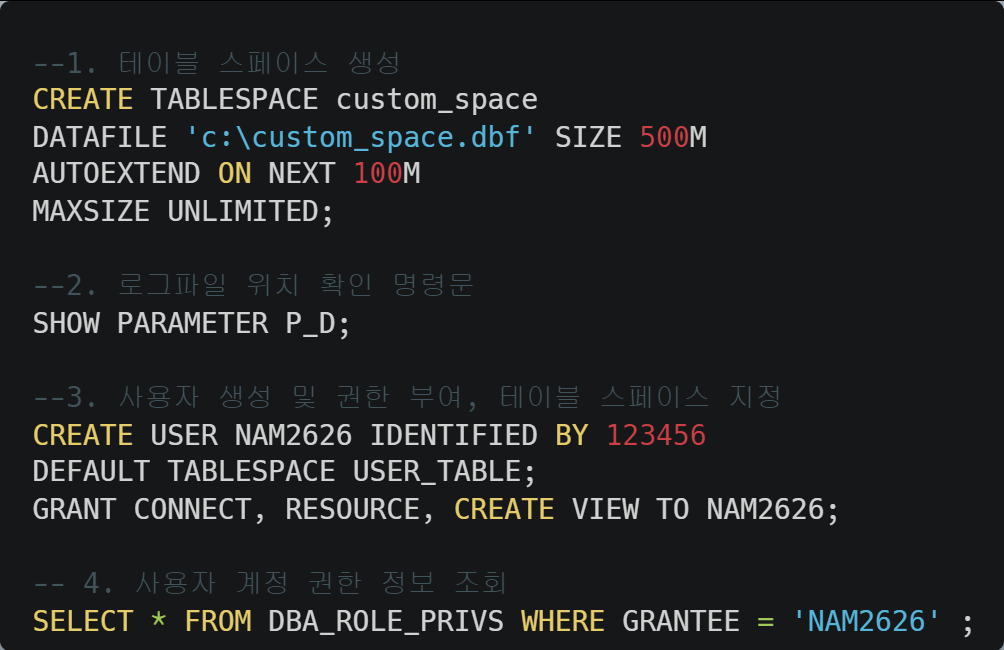 --1. 테이블 스페이스 생성
CREATE TABLESPACE custom_space
DATAFILE 'c:\custom_space.dbf' SIZE 500M
AUTOEXTEND ON NEXT 100M
MAXSIZE UNLIMITED;
--2. 로그파일 위치 확인 명령문
SHOW PARAMETER P_D;
--3. 사용자 생성 및 권한 부여, 테이블 스페이스 지정
CREATE USER NAM2626 IDENTIFIED BY 123456
DEFAULT TABLESPACE USER_TABLE;
GRANT CONNECT, RESOURCE, CREATE VIEW TO NAM2626;
-- 4. 사용자 계정 권한 정보 조회
SELECT * FROM DBA_ROLE_PRIVS WHERE GRANTEE = 'NAM2626' ;